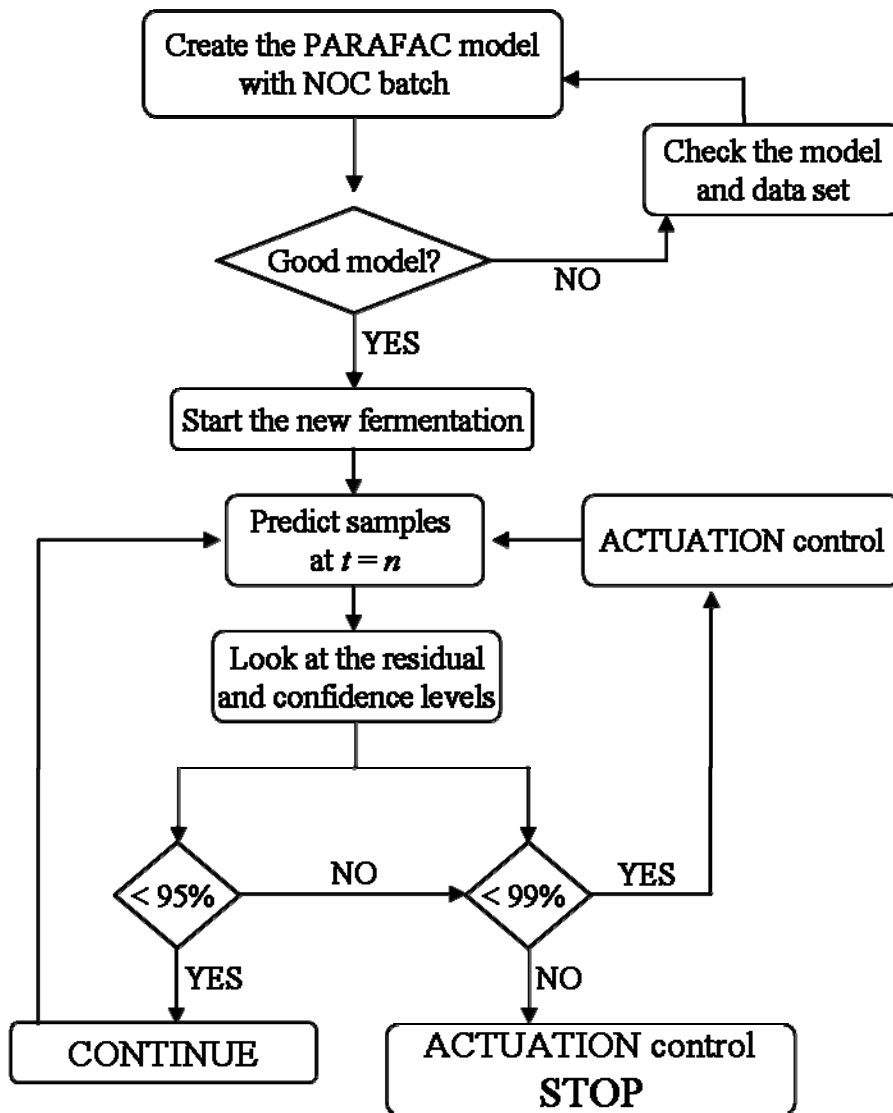 Create the PARAFAC model
with NOC batch
Check the model
and data set
Good model?
NO
YES
Start the new fermentation
Predict samples
at t = n
ACTUATION control
Look at the residual
and confidence levels
< 95%
NO
< 99%
YES
YES
NO
CONTINUE
ACTUATION control
STOP